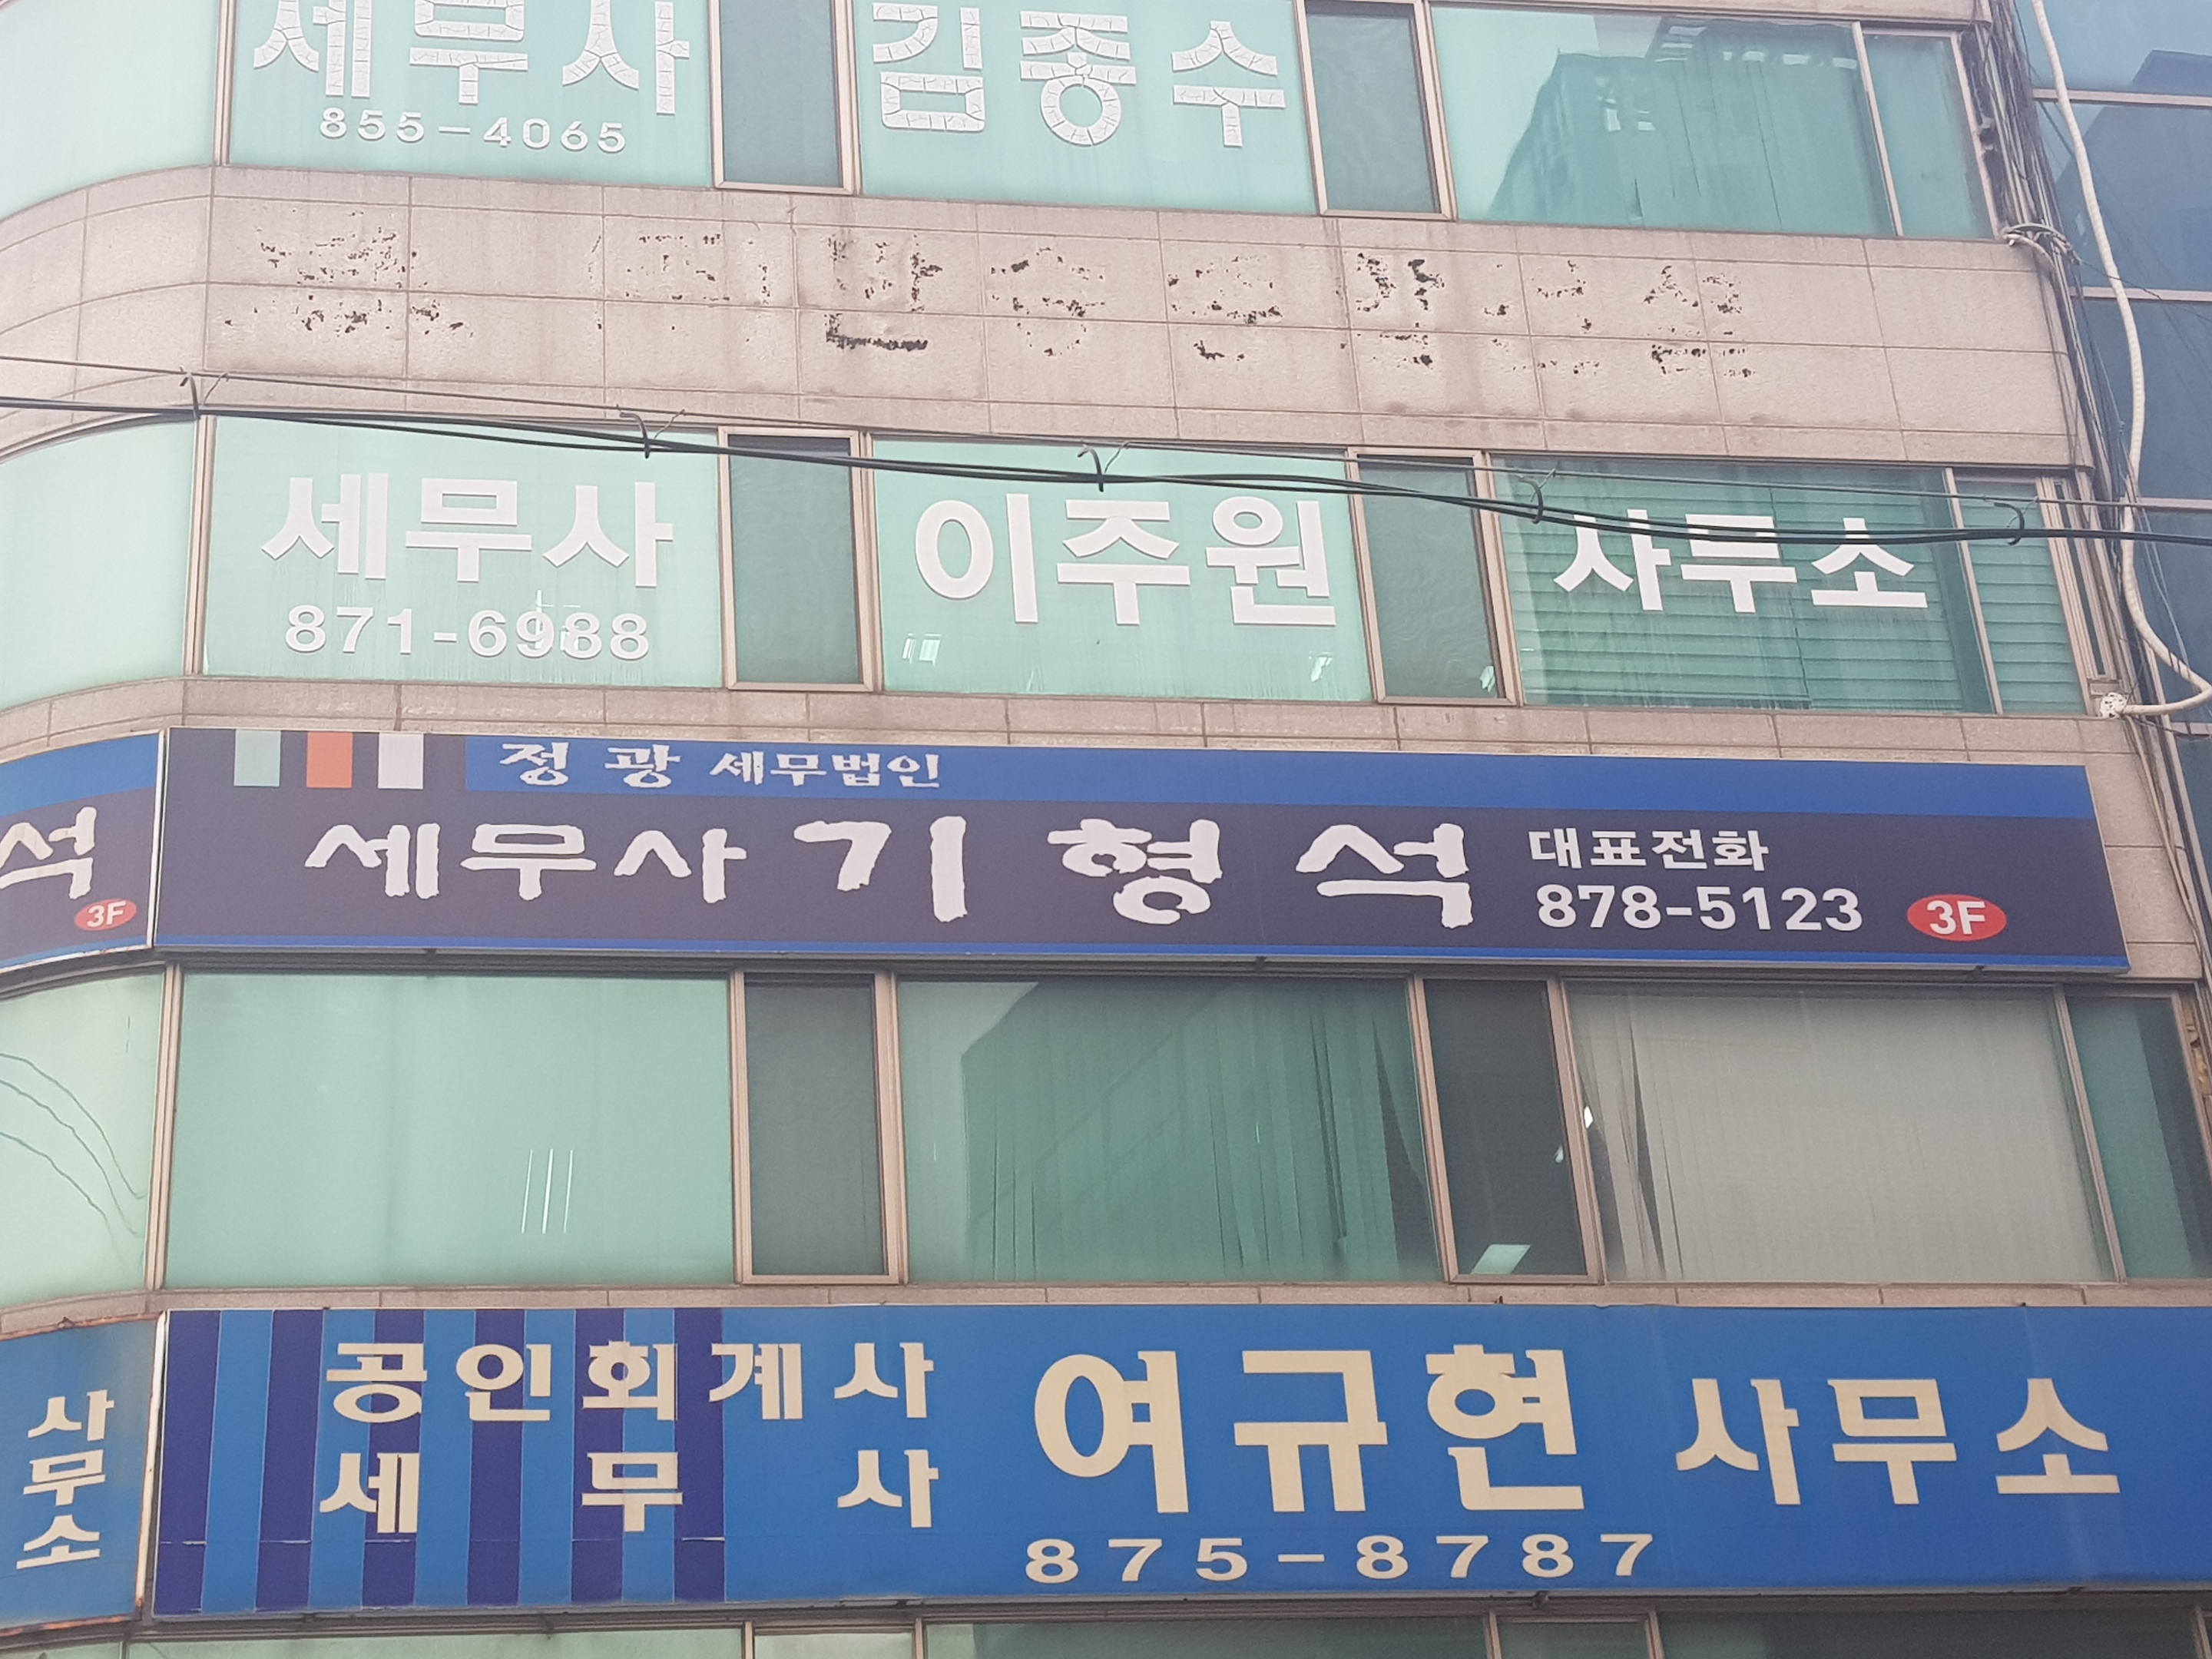 세무사 김종수
855-4065
세무사 이주원 사무소
871-6988
정광 세무법인
세무사 기형석 대표전화
878-5123 3F
석
3F
공인회계사
세무사
여규현 사무소
875-8787
사무소